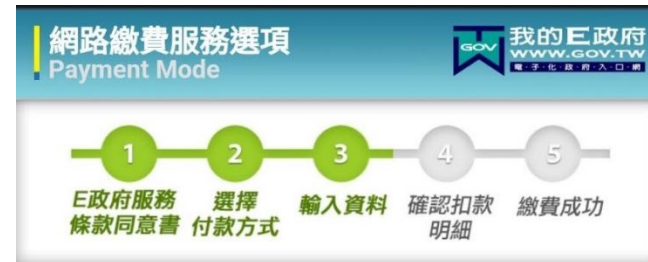 網路繳費服務選項
Payment Mode
GOV
我的E政府
WWW.GOV.TW
電‧子‧化‧政‧府‧入‧口‧網
1
2
3
4
5
E政府服務
條款同意書
選擇
付款方式
輸入資料
確認扣款
明細
繳費成功